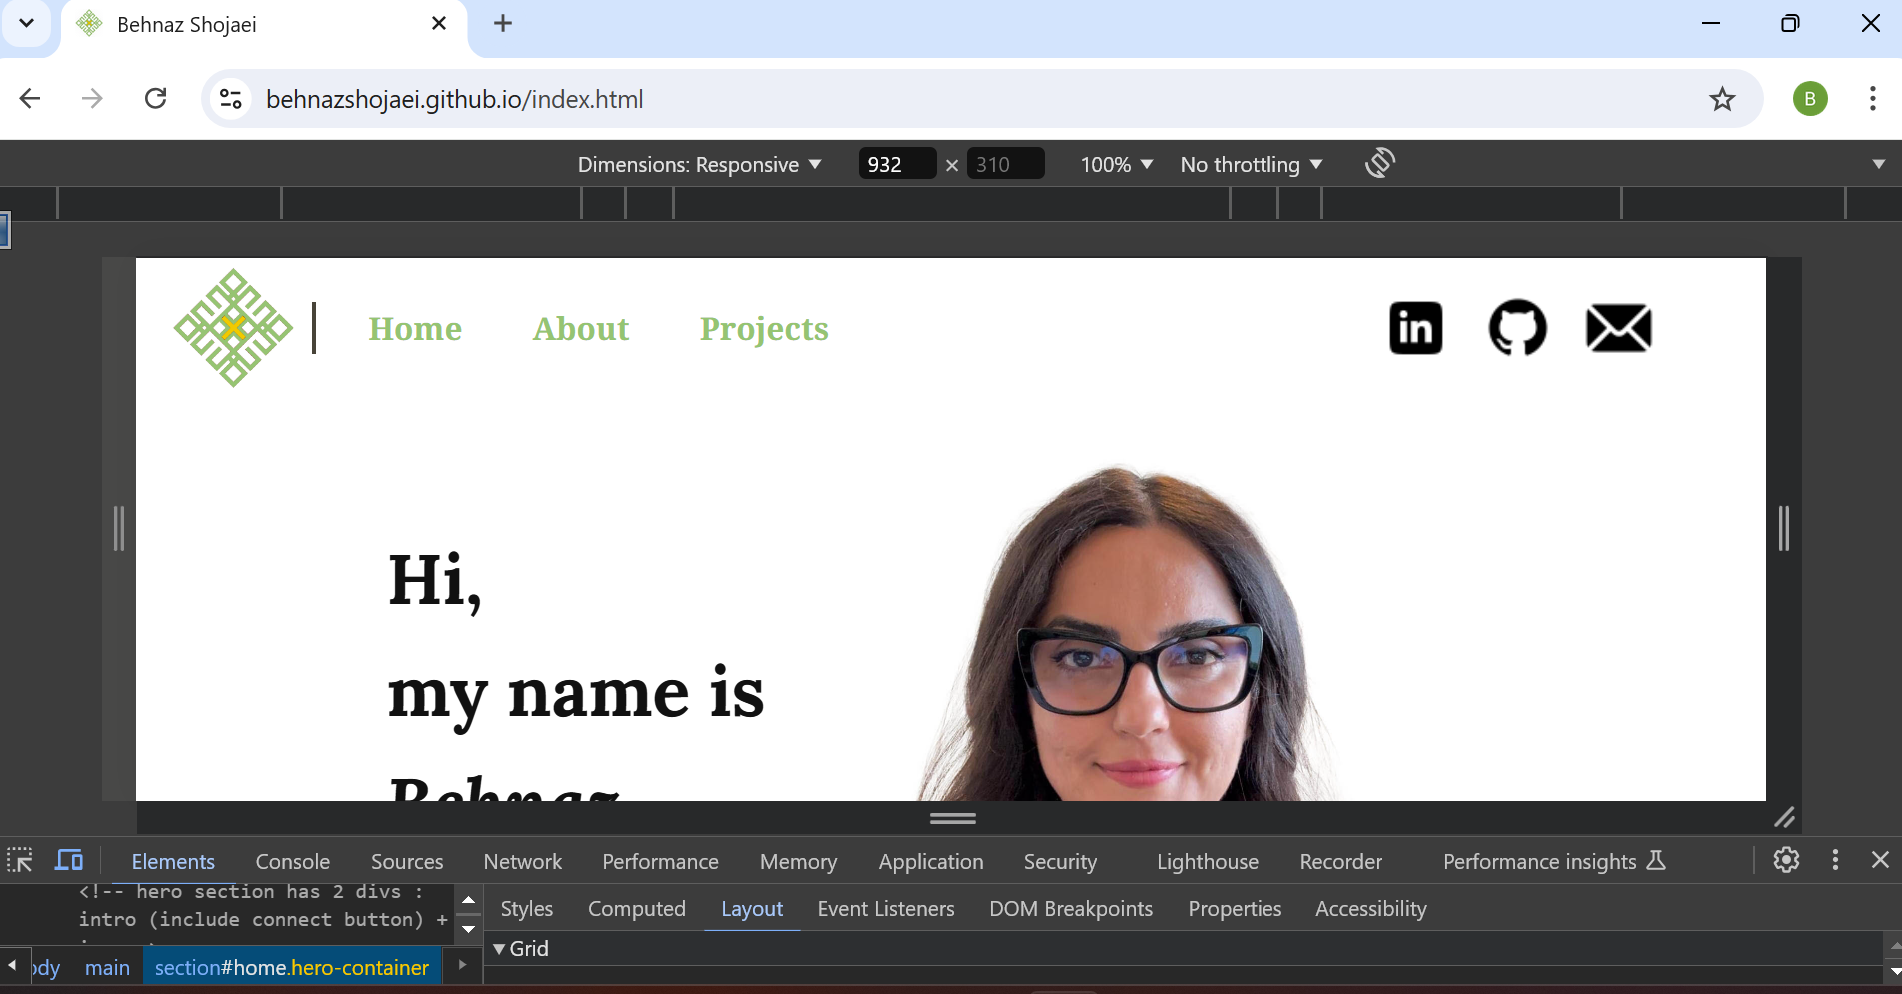 Behnaz Shojaei
behnazshojaei.github.io/index.html
B
Dimensions: Responsive 932 × 310 100% No throttling
Home About Projects
in
Hi,
my name is
Behnaz
Elements Console Sources Network Performance Memory Application Security Lighthouse Recorder Performance insights
<!-- hero section has 2 divs :
intro (include connect button) +
Styles Computed Layout Event Listeners DOM Breakpoints Properties Accessibility
Grid
ody main section#home.hero-container